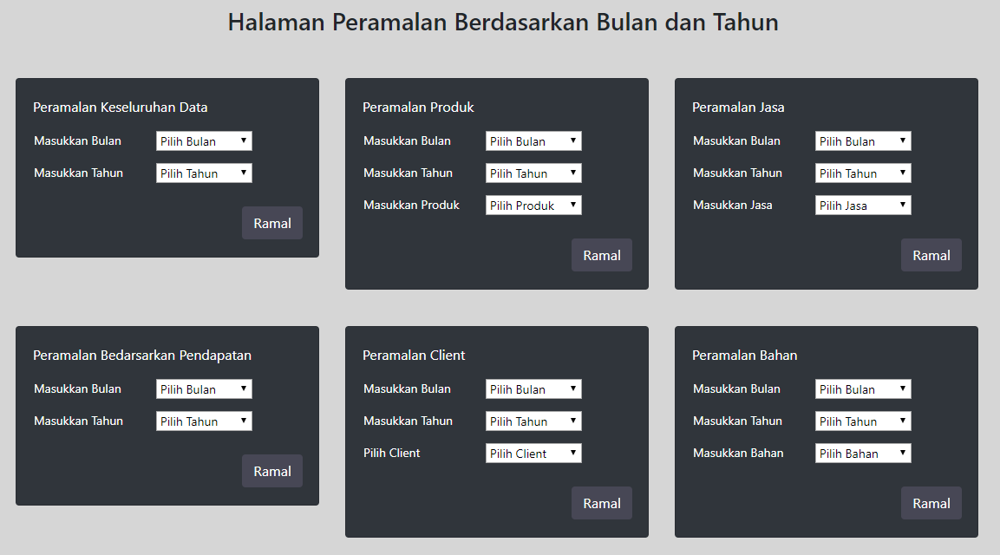 Halaman Peramalan Berdasarkan Bulan dan Tahun
Peramalan Keseluruhan Data
Masukkan Bulan Pilih Bulan
Masukkan Tahun Pilih Tahun
Ramal
Peramalan Produk
Masukkan Bulan Pilih Bulan
Masukkan Tahun Pilih Tahun
Masukkan Produk Pilih Produk
Ramal
Peramalan Jasa
Masukkan Bulan Pilih Bulan
Masukkan Tahun Pilih Tahun
Masukkan Jasa Pilih Jasa
Ramal
Peramalan Bedarsarkan Pendapatan
Masukkan Bulan Pilih Bulan
Masukkan Tahun Pilih Tahun
Ramal
Peramalan Client
Masukkan Bulan Pilih Bulan
Masukkan Tahun Pilih Tahun
Pilih Client Pilih Client
Ramal
Peramalan Bahan
Masukkan Bulan Pilih Bulan
Masukkan Tahun Pilih Tahun
Masukkan Bahan Pilih Bahan
Ramal